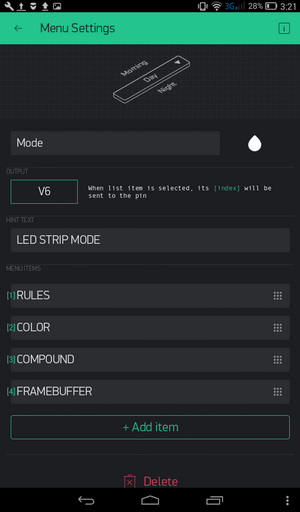 3G 28% 3:21
Menu Settings
Morning
Day
Night
Mode
OUTPUT
V6
When list item is selected, its [index] will be
sent to the pin
HINT TEXT
LED STRIP MODE
MENU ITEMS
[1] RULES
[2] COLOR
[3] COMPOUND
[4] FRAMEBUFFER
+ Add item
Delete